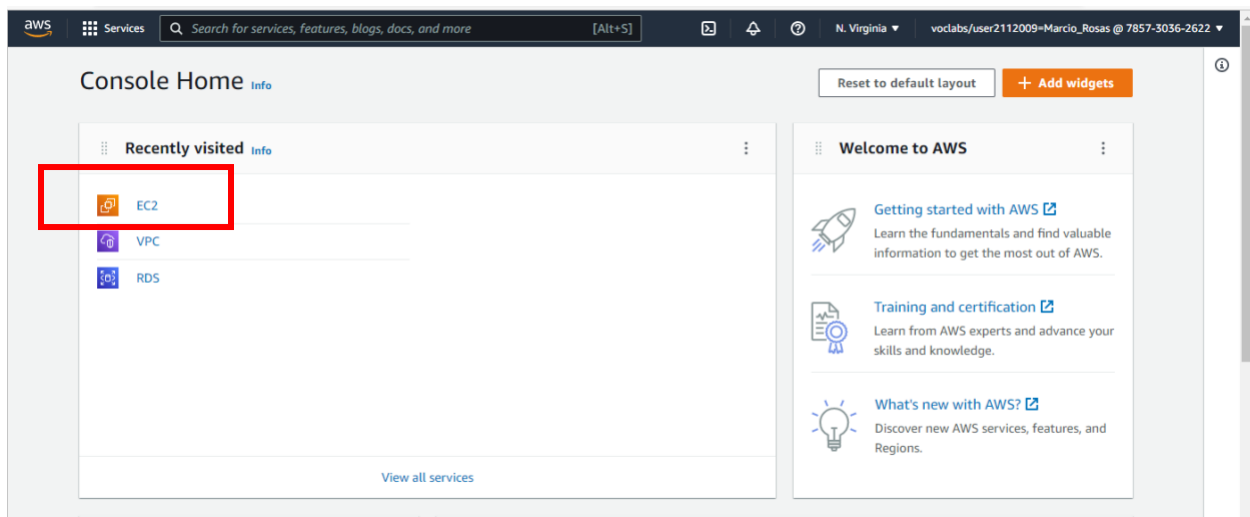 aws
Services
Search for services, features, blogs, docs, and more
[Alt+S]
N. Virginia ▼
voclabs/user2112009=Marcio_Rosas @ 7857-3036-2622 ▼
Console Home Info
Reset to default layout
+ Add widgets
Recently visited Info
EC2
VPC
RDS
View all services
Welcome to AWS
Getting started with AWS
Learn the fundamentals and find valuable
information to get the most out of AWS.
Training and certification
Learn from AWS experts and advance your
skills and knowledge.
What's new with AWS?
Discover new AWS services, features, and
Regions.